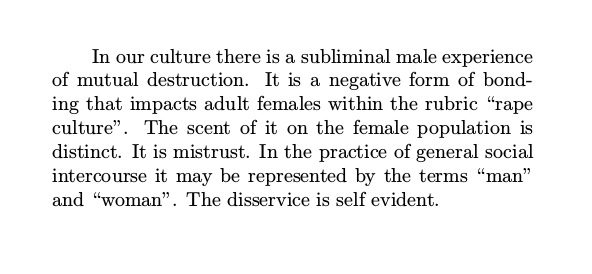 In our culture there is a subliminal male experience
of mutual destruction. It is a negative form of bond-
ing that impacts adult females within the rubric “rape
culture”. The scent of it on the female population is
distinct. It is mistrust. In the practice of general social
intercourse it may be represented by the terms “man”
and “woman”. The disservice is self evident.